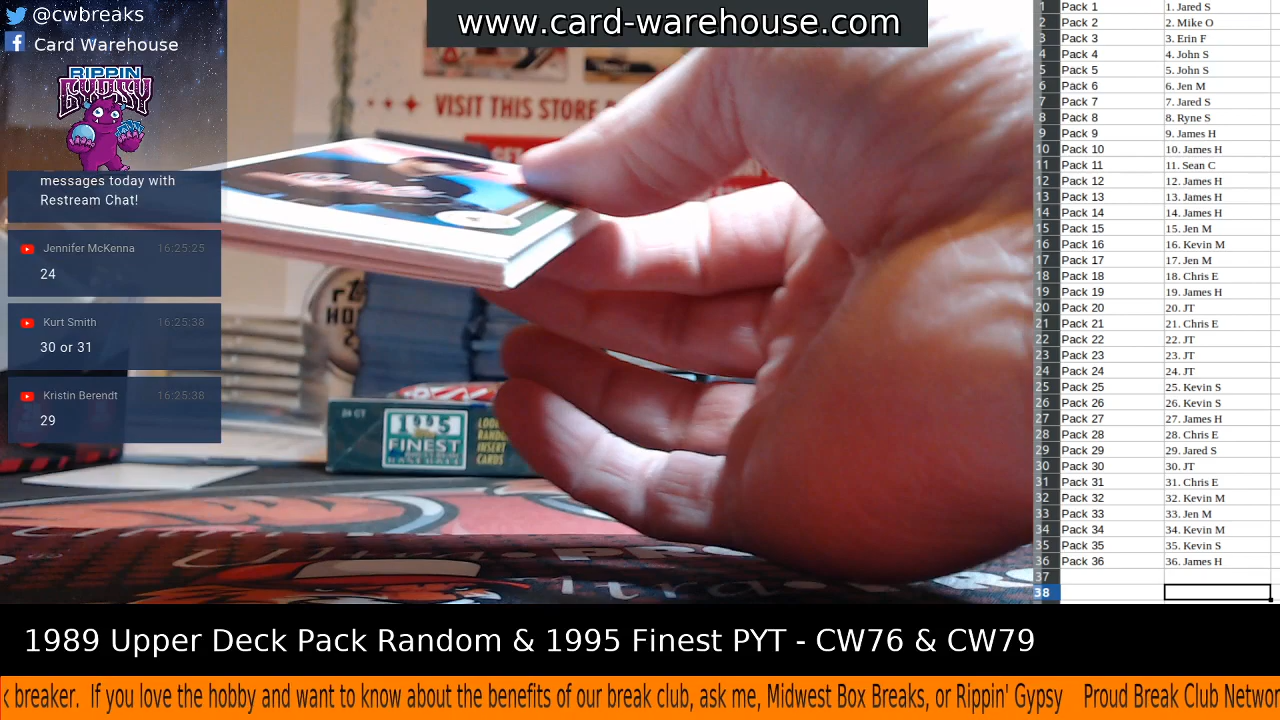 @cwbreaks
Card Warehouse
RIPPIN
GYPSY
messages today with
Restream Chat!
Jennifer McKenna 16:25:25
24
Kurt Smith 16:25:38
30 or 31
Kristin Berendt 16:25:38
29
www.card-warehouse.com
VISIT THIS STORE
24 CT
1995
FINEST
INSERT
CARDS
1 Pack 1 1. Jared S
2 Pack 2 2. Mike O
3 Pack 3 3. Erin F
4 Pack 4 4. John S
5 Pack 5 5. John S
6 Pack 6 6. Jen M
7 Pack 7 7. Jared S
8 Pack 8 8. Ryne S
9 Pack 9 9. James H
10 Pack 10 10. James H
11 Pack 11 11. Sean C
12 Pack 12 12. James H
13 Pack 13 13. James H
14 Pack 14 14. James H
15 Pack 15 15. Jen M
16 Pack 16 16. Kevin M
17 Pack 17 17. Jen M
18 Pack 18 18. Chris E
19 Pack 19 19. James H
20 Pack 20 20. JT
21 Pack 21 21. Chris E
22 Pack 22 22. JT
23 Pack 23 23. JT
24 Pack 24 24. JT
25 Pack 25 25. Kevin S
26 Pack 26 26. Kevin S
27 Pack 27 27. James H
28 Pack 28 28. Chris E
29 Pack 29 29. Jared S
30 Pack 30 30. JT
31 Pack 31 31. Chris E
32 Pack 32 32. Kevin M
33 Pack 33 33. Jen M
34 Pack 34 34. Kevin M
35 Pack 35 35. Kevin S
36 Pack 36 36. James H
37
38
1989 Upper Deck Pack Random & 1995 Finest PYT - CW76 & CW79
k breaker. If you love the hobby and want to know about the benefits of our break club, ask me, Midwest Box Breaks, or Rippin' Gypsy Proud Break Club Networ